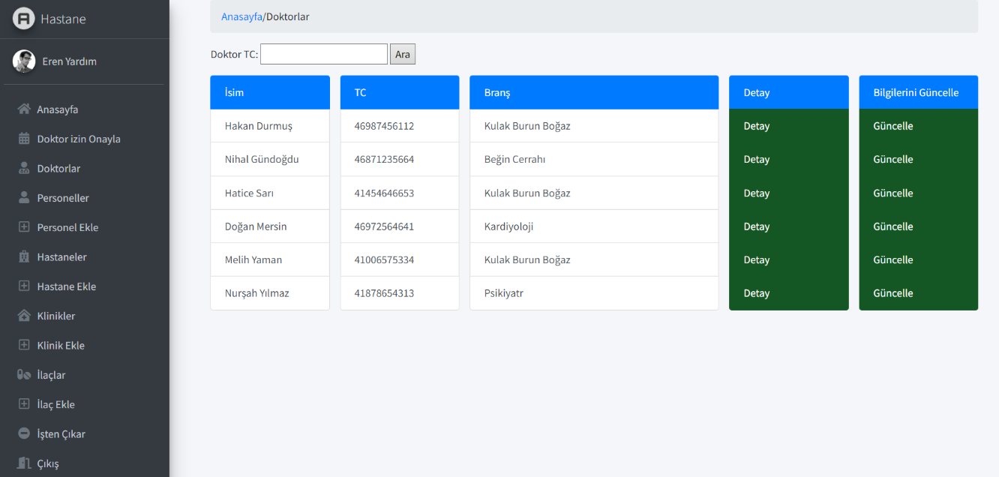 Hastane
Eren Yardım
Anasayfa
Doktor izin Onayla
Doktorlar
Personeller
Personel Ekle
Hastaneler
Hastane Ekle
Klinikler
Klinik Ekle
İlaçlar
İlaç Ekle
İşten Çıkar
Çıkış
Anasayfa/Doktorlar
Doktor TC: Ara
İsim TC Branş Detay Bilgilerini Güncelle
Hakan Durmuş 46987456112 Kulak Burun Boğaz Detay Güncelle
Nihal Gündoğdu 46871235664 Beğin Cerrahı Detay Güncelle
Hatice Sarı 41454646653 Kulak Burun Boğaz Detay Güncelle
Doğan Mersin 46972564641 Kardiyoloji Detay Güncelle
Melih Yaman 41006575334 Kulak Burun Boğaz Detay Güncelle
Nurşah Yılmaz 41878654313 Psikiyatr Detay Güncelle